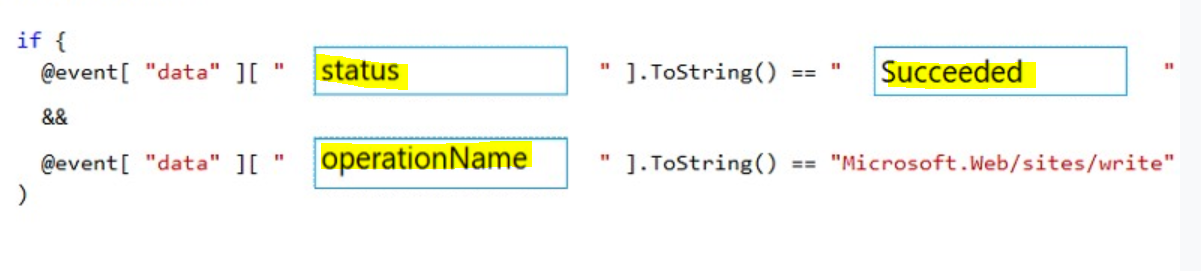 if {
@event[ "data" ][ " status " ].ToString() == " Succeeded "
&&
@event[ "data" ][ " operationName " ].ToString() == "Microsoft.Web/sites/write"
)